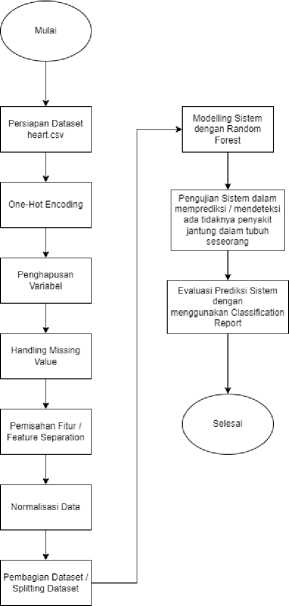 Mulai
Persiapan Dataset
heart.csv
One-Hot Encoding
Penghapusan
Variabel
Handling Missing
Value
Pemisahan Fitur /
Feature Separation
Normalisasi Data
Pembagian Dataset /
Splitting Dataset
Modelling Sistem
dengan Random
Forest
Pengujian Sistem dalam
memprediksi / mendeteksi
ada tidaknya penyakit
jantung dalam tubuh
seseorang
Evaluasi Prediksi Sistem
dengan
menggunakan Classification
Report
Selesai